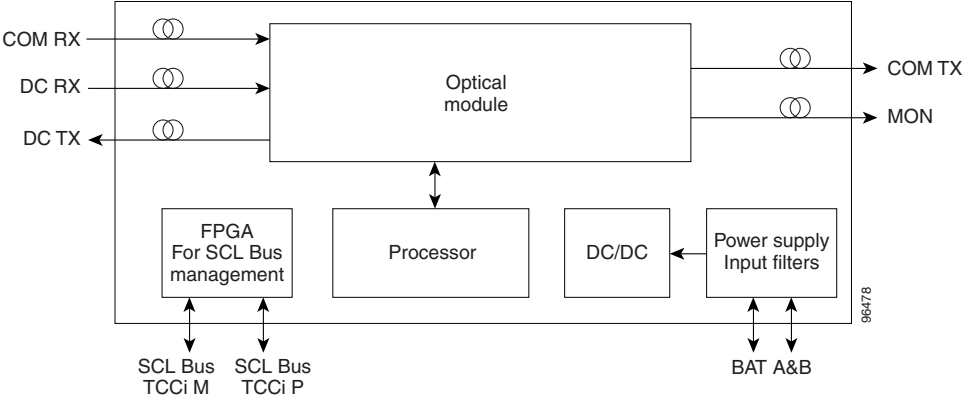 COM RX
DC RX
DC TX
Optical
module
COM TX
MON
FPGA
For SCL Bus
management
Processor
DC/DC
Power supply
Input filters
96478
SCL Bus
TCCi M
SCL Bus
TCCi P
BAT A&B